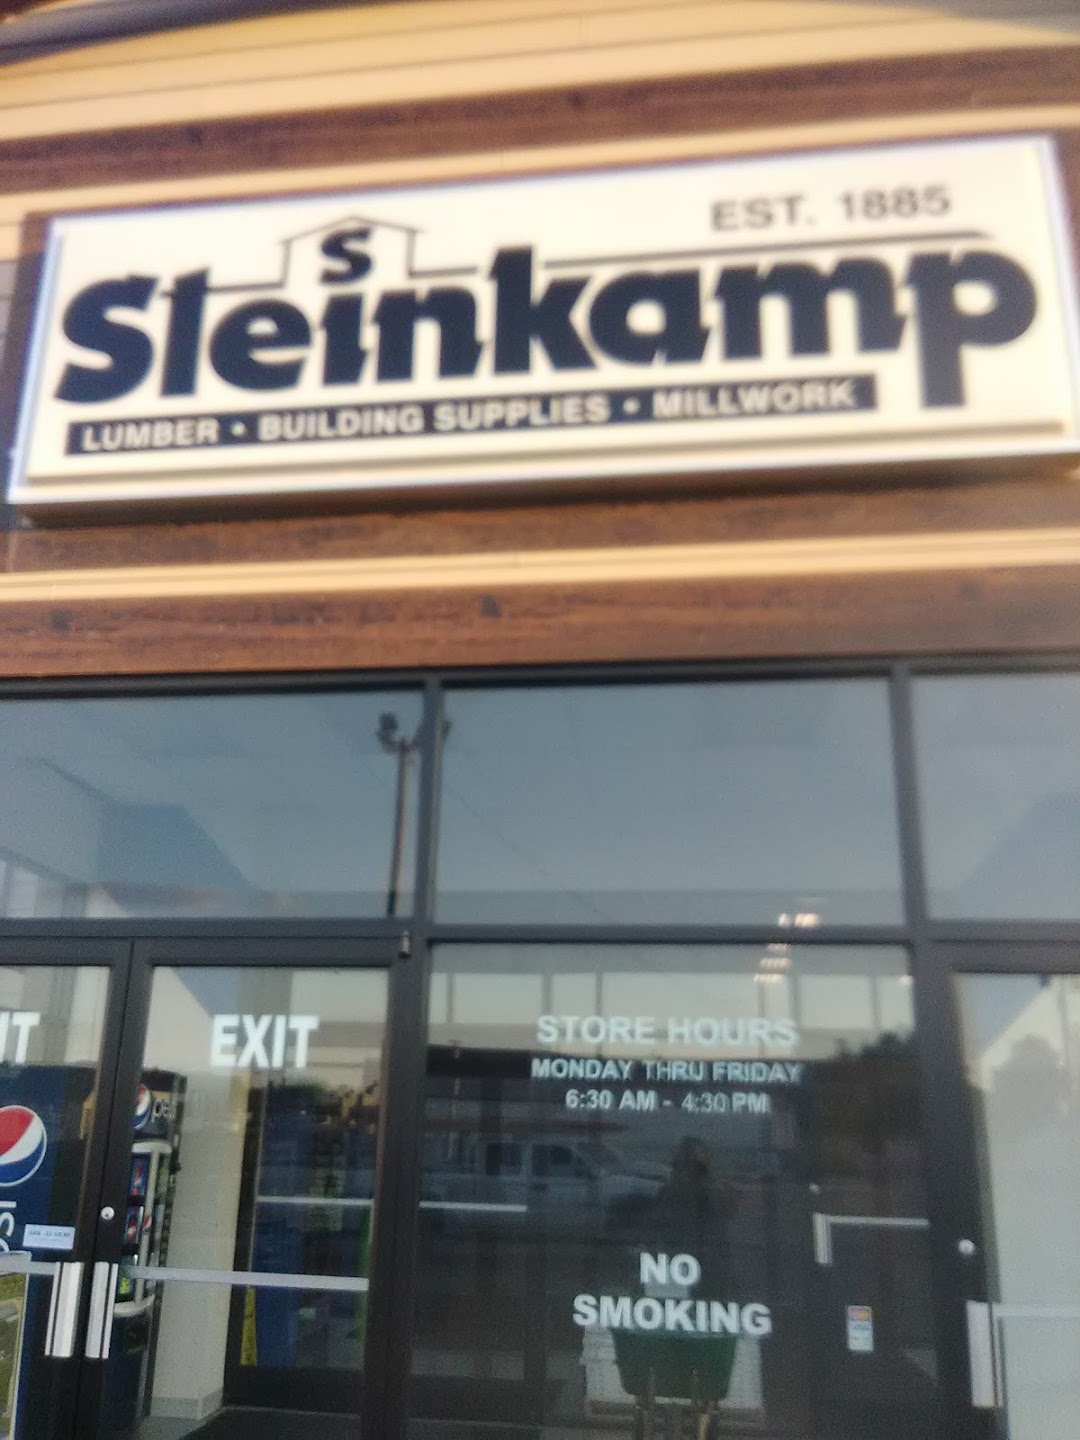 EST. 1885
S
Steinkamp
LUMBER • BUILDING SUPPLIES • MILLWORK
EXIT
STORE HOURS
MONDAY THRU FRIDAY
6:30 AM - 4:30 PM
NO
SMOKING